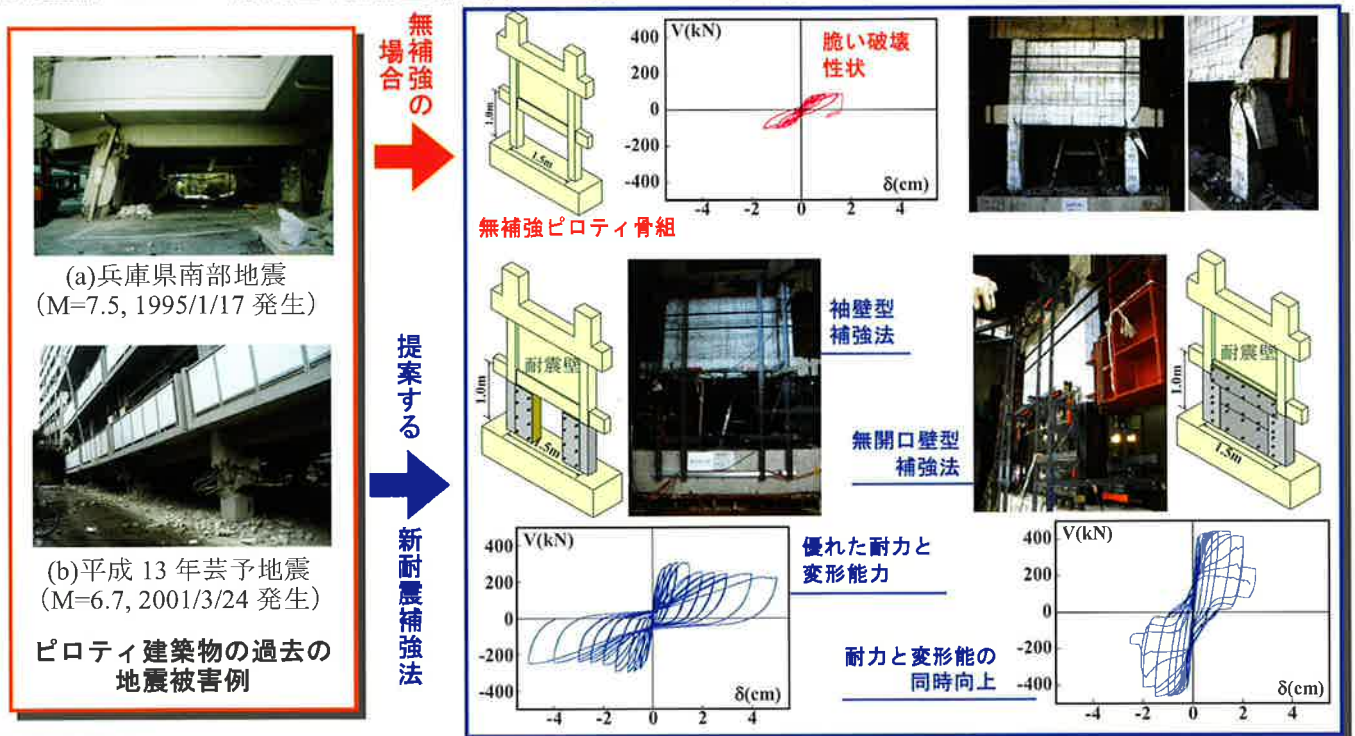 (a)兵庫県南部地震
(M=7.5, 1995/1/17 発生)
(b)平成 13 年芸予地震
(M=6.7, 2001/3/24 発生)
ピロティ建築物の過去の
地震被害例
無補強の
場合
提案する
新耐震補強法
1.0m
1.5m
無補強ピロティ骨組
V(kN)
400
200
0
-200
-400
-4 -2 0 2 4
δ(cm)
脆い破壊
性状
耐震壁
1.0m
1.5m
袖壁型
補強法
無開口壁型
補強法
耐震壁
1.0m
1.5m
V(kN)
400
200
0
-200
-400
-4 -2 0 2 4
δ(cm)
優れた耐力と
変形能力
耐力と変形能の
同時向上
V(kN)
400
200
0
-200
-400
-4 -2 0 2 4
δ(cm)